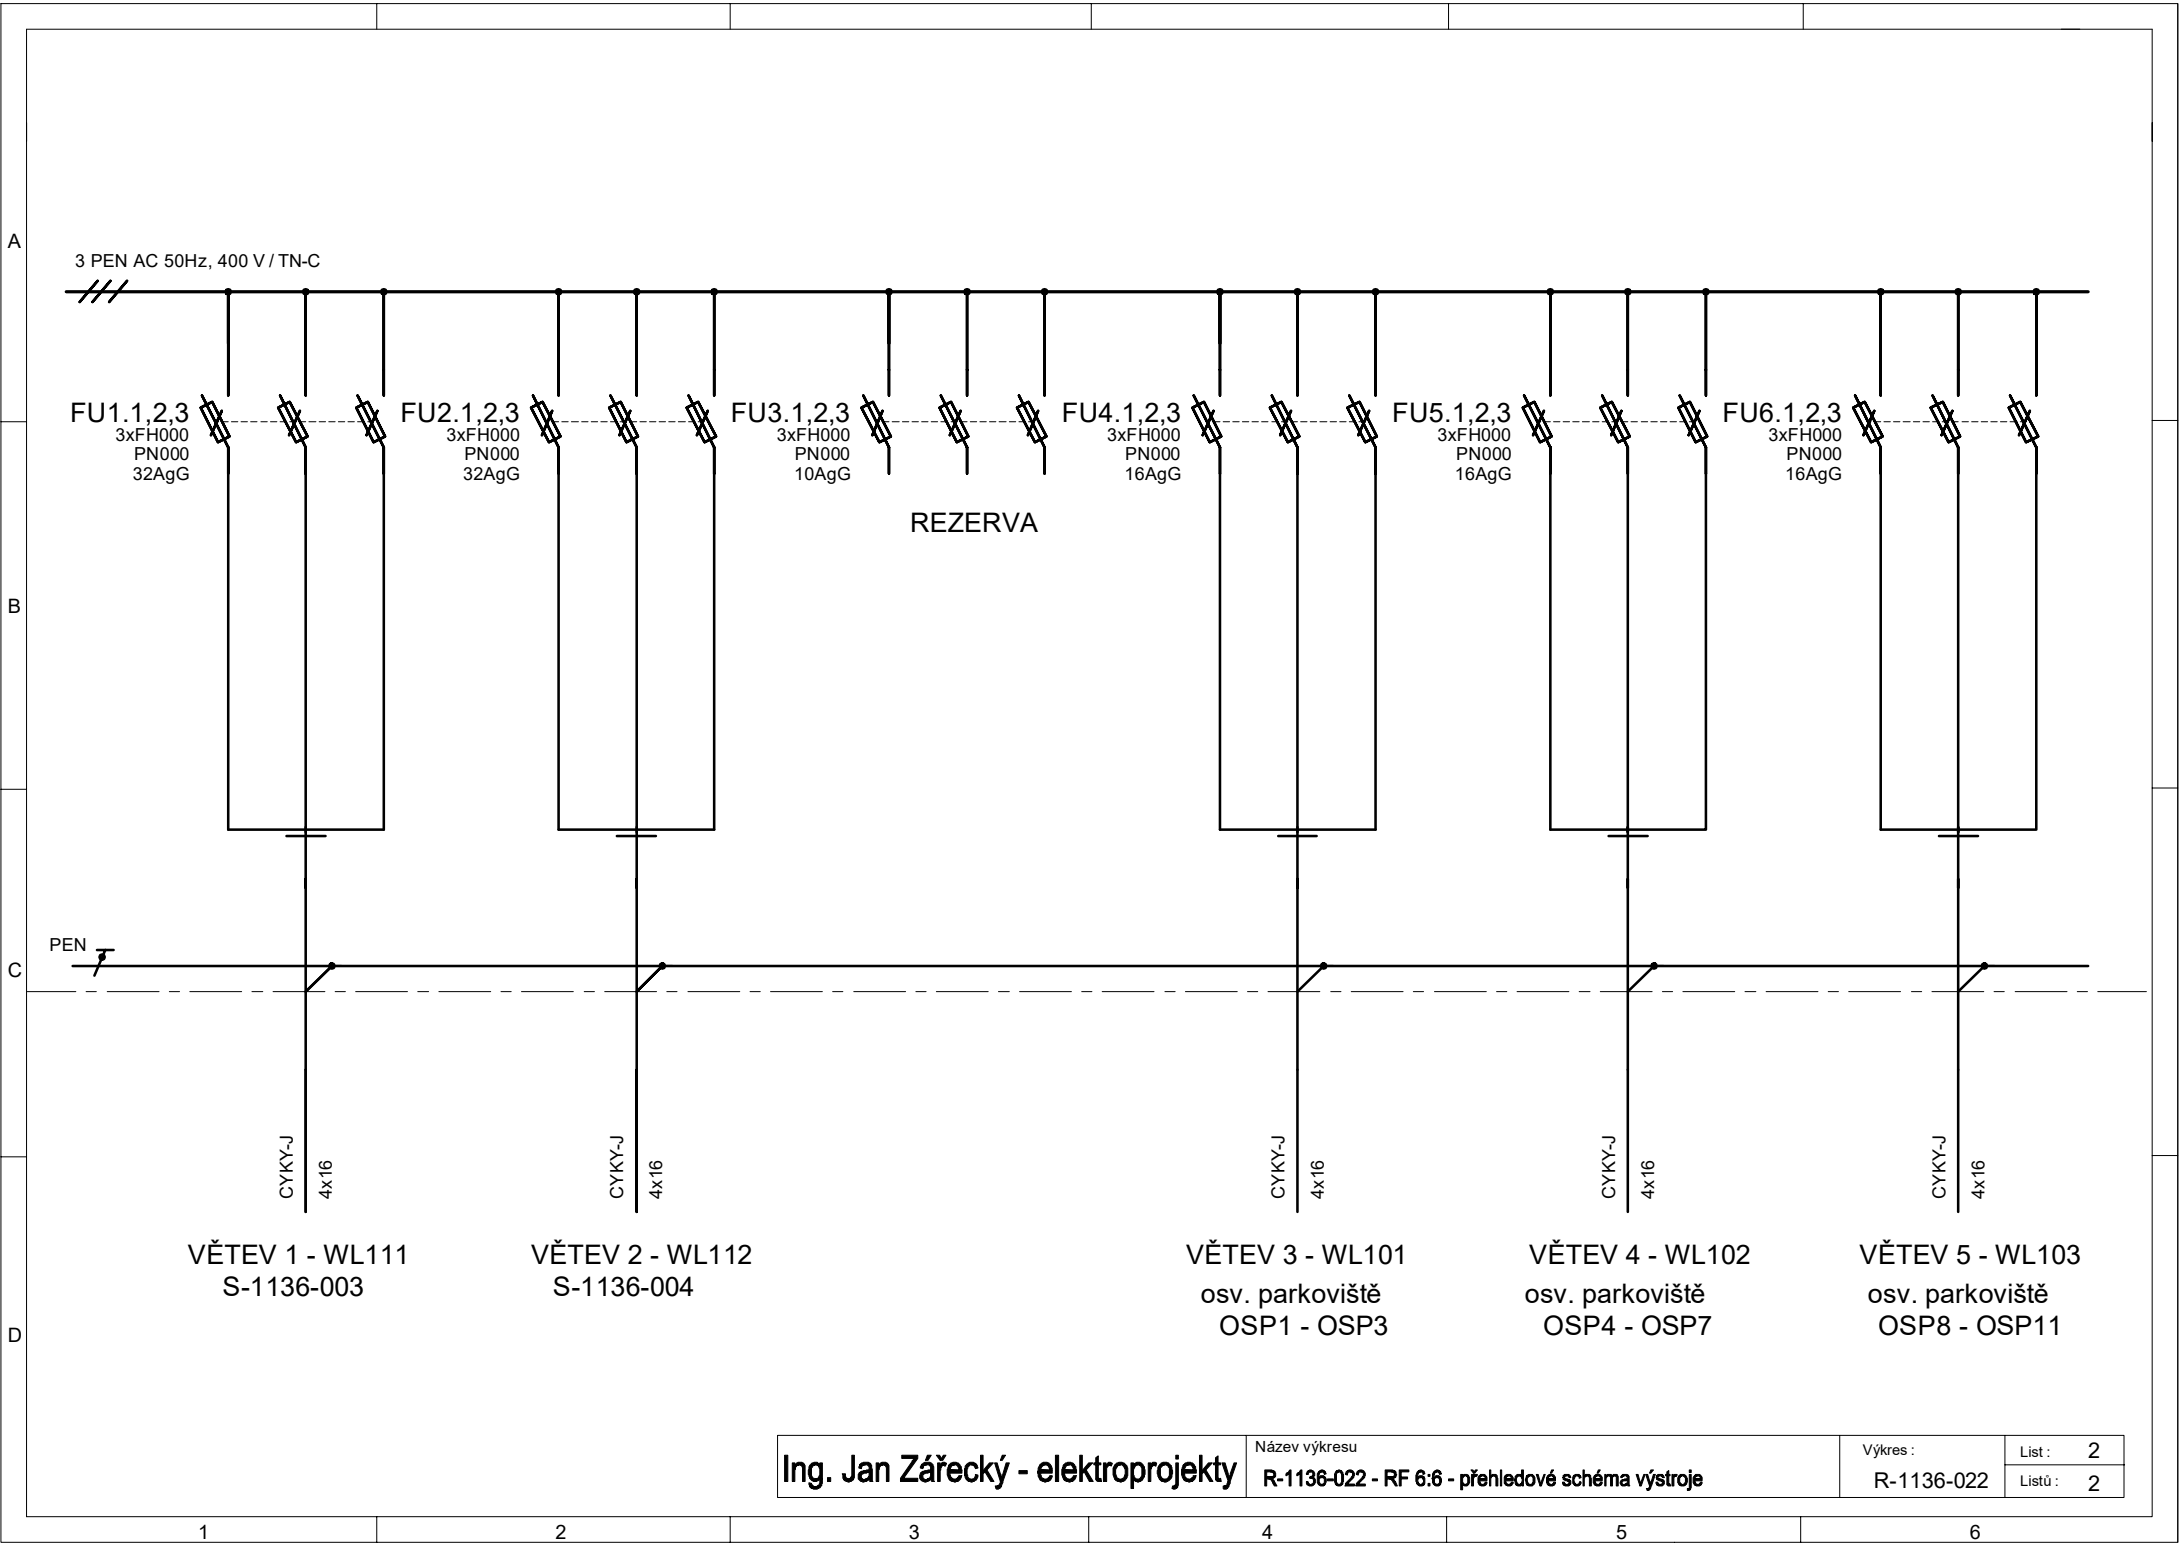 A
3 PEN AC 50Hz, 400 V / TN-C
FU1.1,2,3
3xFH000
PN000
32AgG
FU2.1,2,3
3xFH000
PN000
32AgG
FU3.1,2,3
3xFH000
PN000
10AgG
REZERVA
FU4.1,2,3
3xFH000
PN000
16AgG
FU5.1,2,3
3xFH000
PN000
16AgG
FU6.1,2,3
3xFH000
PN000
16AgG
B
PEN
C
CYKY-J
4x16
CYKY-J
4x16
CYKY-J
4x16
CYKY-J
4x16
CYKY-J
4x16
VĚTEV 1 - WL111
S-1136-003
VĚTEV 2 - WL112
S-1136-004
VĚTEV 3 - WL101
osv. parkoviště
OSP1 - OSP3
VĚTEV 4 - WL102
osv. parkoviště
OSP4 - OSP7
VĚTEV 5 - WL103
osv. parkoviště
OSP8 - OSP11
D
Ing. Jan Zářecký - elektroprojekty
Název výkresu
R-1136-022 - RF 6:6 - přehledové schéma výstroje
Výkres :
R-1136-022
List : 2
Listů : 2
1 2 3 4 5 6